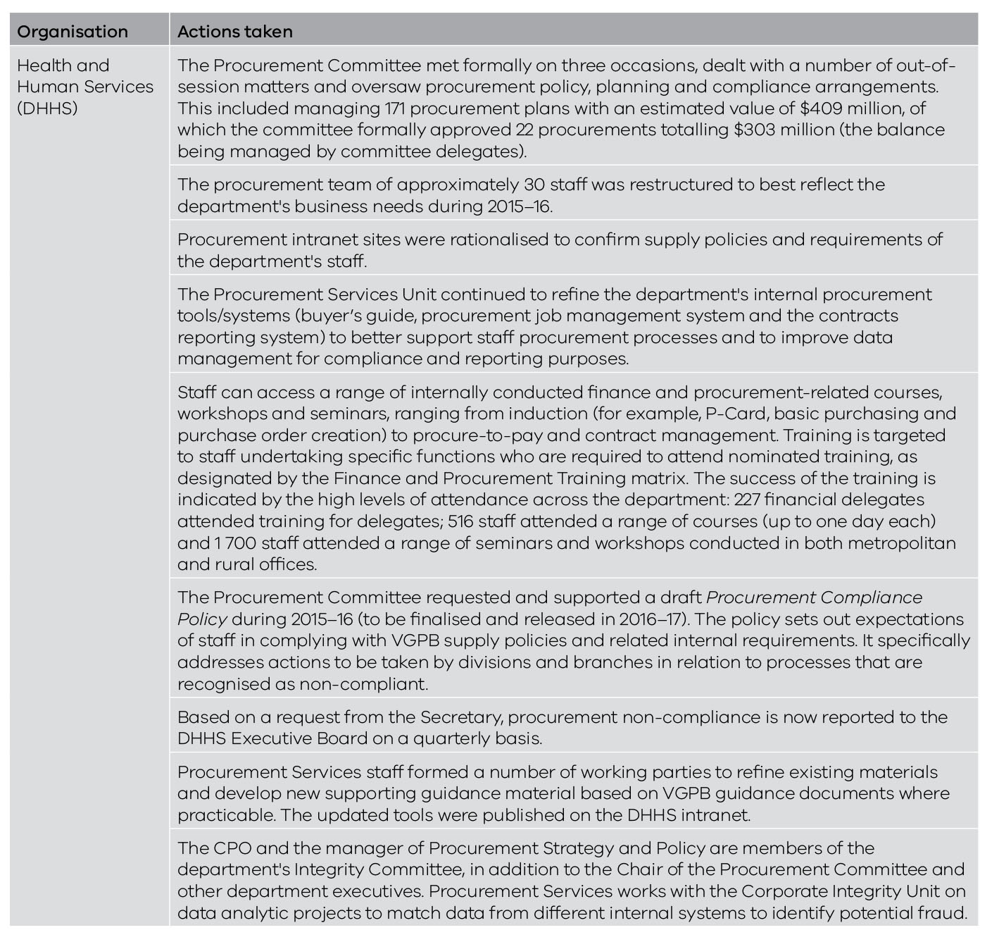 Organisation
Actions taken
Health and
Human Services
(DHHS)
The Procurement Committee met formally on three occasions, dealt with a number of out-of-
session matters and oversaw procurement policy, planning and compliance arrangements.
This included managing 171 procurement plans with an estimated value of $409 million, of
which the committee formally approved 22 procurements totalling $303 million (the balance
being managed by committee delegates).
The procurement team of approximately 30 staff was restructured to best reflect the
department's business needs during 2015–16.
Procurement intranet sites were rationalised to confirm supply policies and requirements of
the department's staff.
The Procurement Services Unit continued to refine the department's internal procurement
tools/systems (buyer’s guide, procurement job management system and the contracts
reporting system) to better support staff procurement processes and to improve data
management for compliance and reporting purposes.
Staff can access a range of internally conducted finance and procurement-related courses,
workshops and seminars, ranging from induction (for example, P-Card, basic purchasing and
purchase order creation) to procure-to-pay and contract management. Training is targeted
to staff undertaking specific functions who are required to attend nominated training, as
designated by the Finance and Procurement Training matrix. The success of the training is
indicated by the high levels of attendance across the department: 227 financial delegates
attended training for delegates; 516 staff attended a range of courses (up to one day each)
and 1 700 staff attended a range of seminars and workshops conducted in both metropolitan
and rural offices.
The Procurement Committee requested and supported a draft Procurement Compliance
Policy during 2015–16 (to be finalised and released in 2016–17). The policy sets out expectations
of staff in complying with VGPB supply policies and related internal requirements. It specifically
addresses actions to be taken by divisions and branches in relation to processes that are
recognised as non-compliant.
Based on a request from the Secretary, procurement non-compliance is now reported to the
DHHS Executive Board on a quarterly basis.
Procurement Services staff formed a number of working parties to refine existing materials
and develop new supporting guidance material based on VGPB guidance documents where
practicable. The updated tools were published on the DHHS intranet.
The CPO and the manager of Procurement Strategy and Policy are members of the
department's Integrity Committee, in addition to the Chair of the Procurement Committee and
other department executives. Procurement Services works with the Corporate Integrity Unit on
data analytic projects to match data from different internal systems to identify potential fraud.